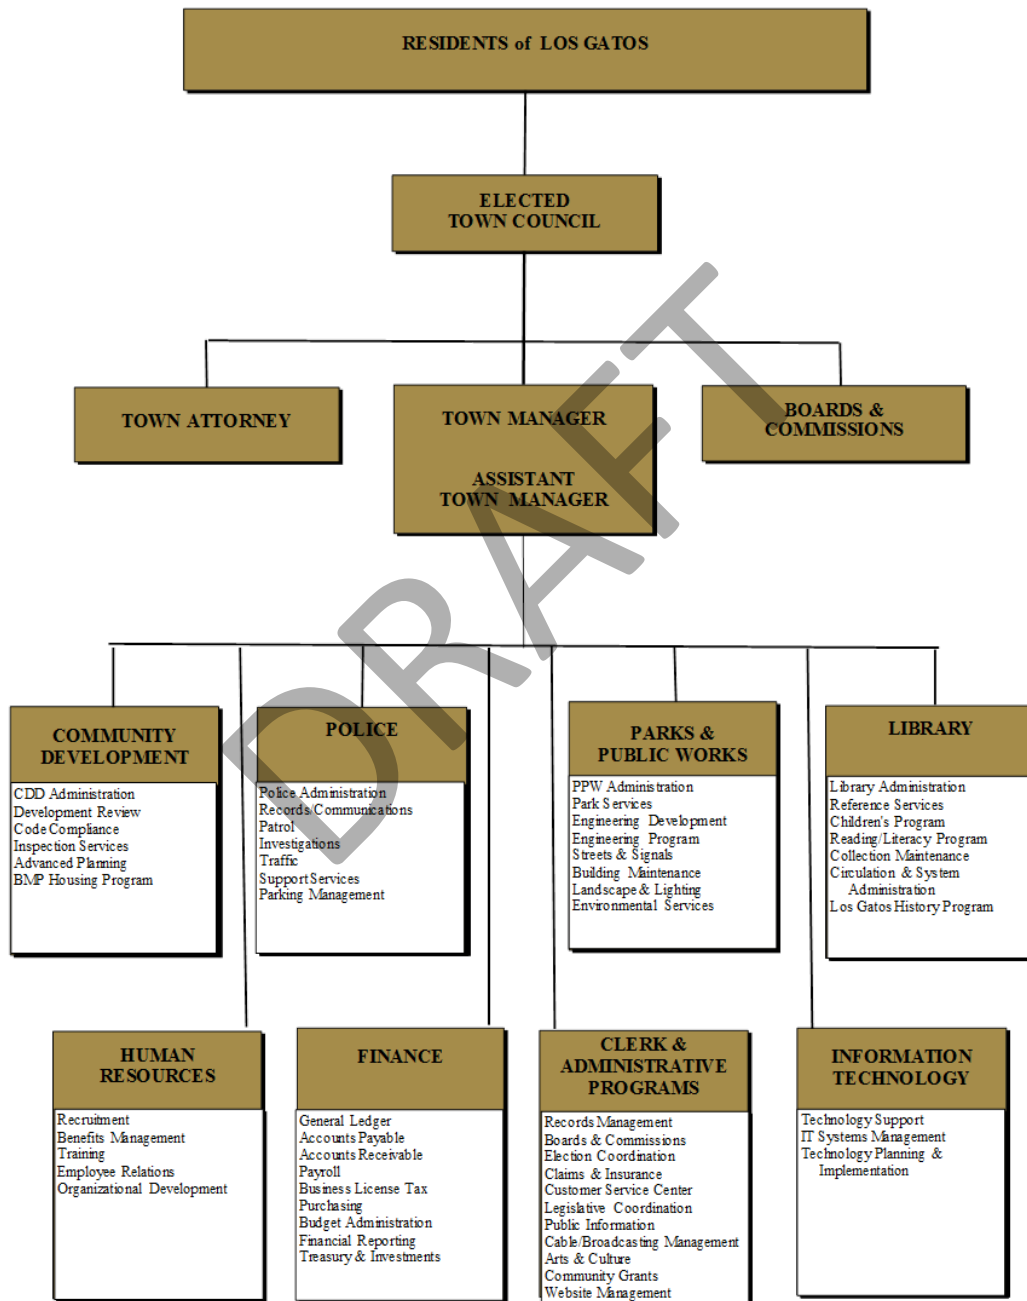 RESIDENTS of LOS GATOS
ELECTED
TOWN COUNCIL
TOWN ATTORNEY
TOWN MANAGER
ASSISTANT
TOWN MANAGER
BOARDS &
COMMISSIONS
DRAFT
COMMUNITY
DEVELOPMENT
CDD Administration
Development Review
Code Compliance
Inspection Services
Advanced Planning
BMP Housing Program
POLICE
Police Administration
Records/Communications
Patrol
Investigations
Traffic
Support Services
Parking Management
PARKS &
PUBLIC WORKS
PPW Administration
Park Services
Engineering Development
Engineering Program
Streets & Signals
Building Maintenance
Landscape & Lighting
Environmental Services
LIBRARY
Library Administration
Reference Services
Children's Program
Reading/Literacy Program
Collection Maintenance
Circulation & System
Administration
Los Gatos History Program
HUMAN
RESOURCES
Recruitment
Benefits Management
Training
Employee Relations
Organizational Development
FINANCE
General Ledger
Accounts Payable
Accounts Receivable
Payroll
Business License Tax
Purchasing
Budget Administration
Financial Reporting
Treasury & Investments
CLERK &
ADMINISTRATIVE
PROGRAMS
Records Management
Boards & Commissions
Election Coordination
Claims & Insurance
Customer Service Center
Legislative Coordination
Public Information
Cable/Broadcasting Management
Arts & Culture
Community Grants
Website Management
INFORMATION
TECHNOLOGY
Technology Support
IT Systems Management
Technology Planning &
Implementation